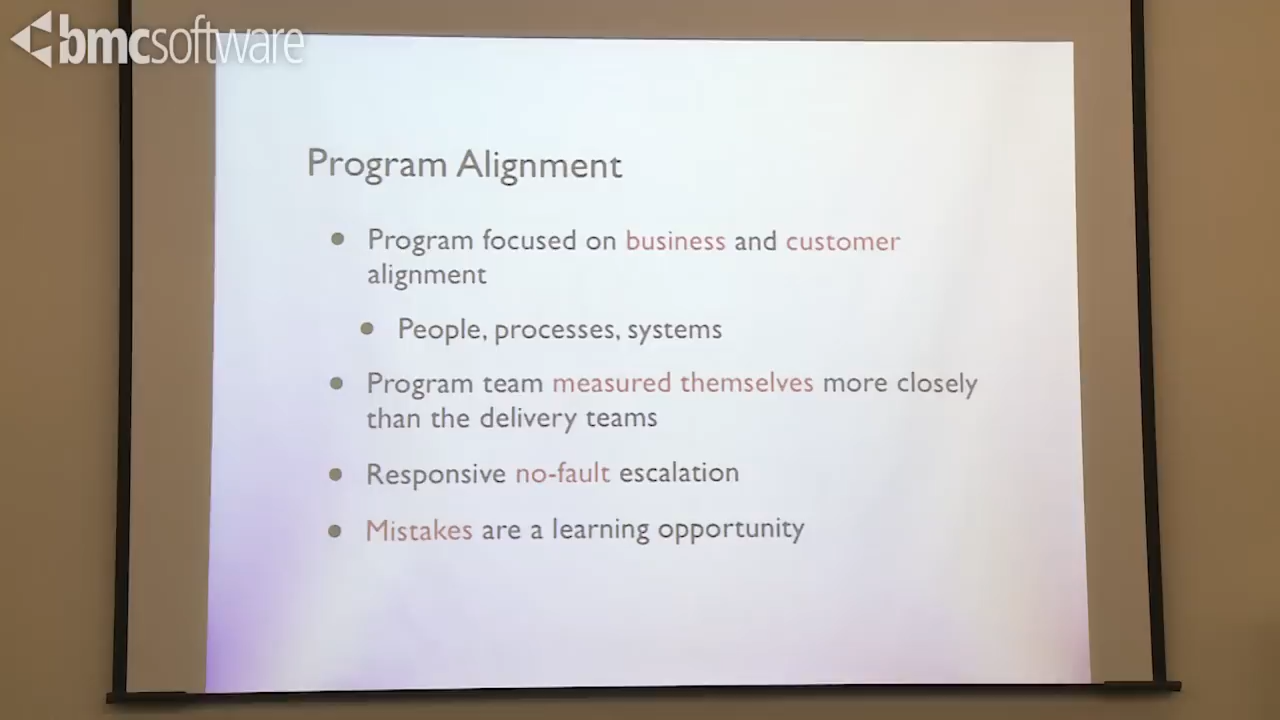 bmcsoftware
Program Alignment
Program focused on business and customer
alignment
People, processes, systems
Program team measured themselves more closely
than the delivery teams
Responsive no-fault escalation
Mistakes are a learning opportunity